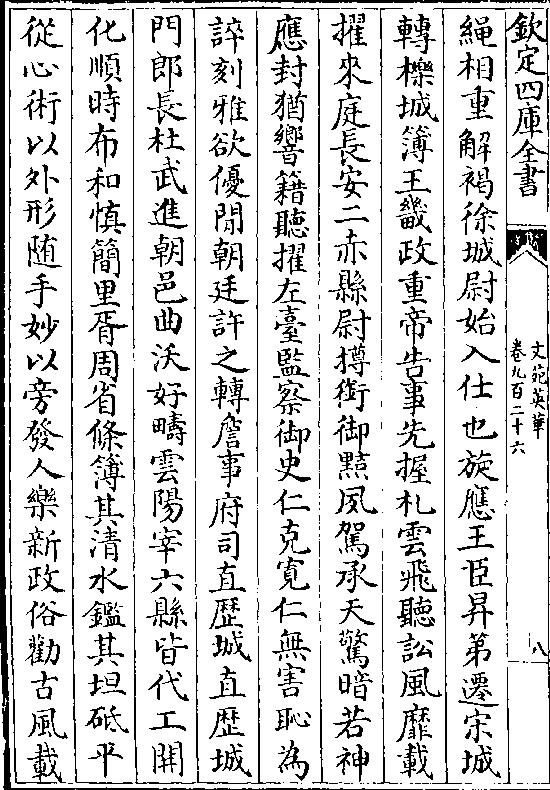 欽定四庫全書
文苑英華
卷九百二十六
八
繩相重解褐徐城尉始入仕也施應王臣昇第遷宋城
轉櫟城簿王畿政重帝告事先握札雲飛聽訟風靡載
擢來庭長安二赤縣尉摶銜御黠夙駕承天驚暗若神
應封猶響籍聽擢左臺監察御史仁克寛仁無害恥為
誶刻雅欲優閒朝廷許之轉詹事府司直歷城直歷城
門郎長杜武進朝邑曲沃好疇雲陽宰六縣皆代工開
化順時布和慎簡里胥周省條簿其清水鑑其坦砥平
從心術以外形随手妙以旁發人樂新政俗勸古風載